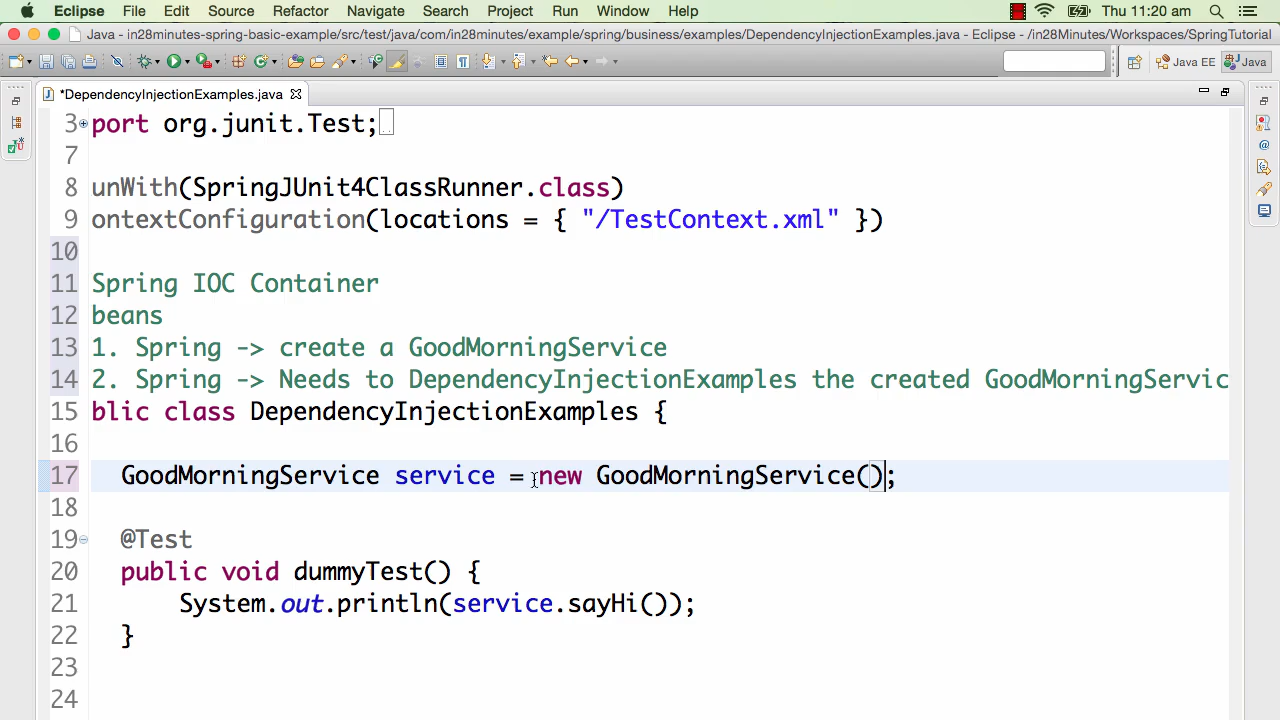 Eclipse File Edit Source Refactor Navigate Search Project Run Window Help Thu 11:20 am
Java - in28minutes-spring-basic-example/src/test/java/com/in28minutes/example/spring/business/example/DependencyInjectionExamples.java - Eclipse - /in28Minutes/Workspaces/SpringTutorial
Java EE Java
*DependencyInjectionExamples.java
3 port org.junit.Test;
7
8 unWith(SpringJUnit4ClassRunner.class)
9 ontextConfiguration(locations = { "/TestContext.xml" })
10
11 Spring IOC Container
12 beans
13 1. Spring -> create a GoodMorningService
14 2. Spring -> Needs to DependencyInjectionExamples the created GoodMorningServic
15 blic class DependencyInjectionExamples {
16
17 GoodMorningService service = new GoodMorningService();
18
19 @Test
20 public void dummyTest() {
21 System.out.println(service.sayHi());
22 }
23
24